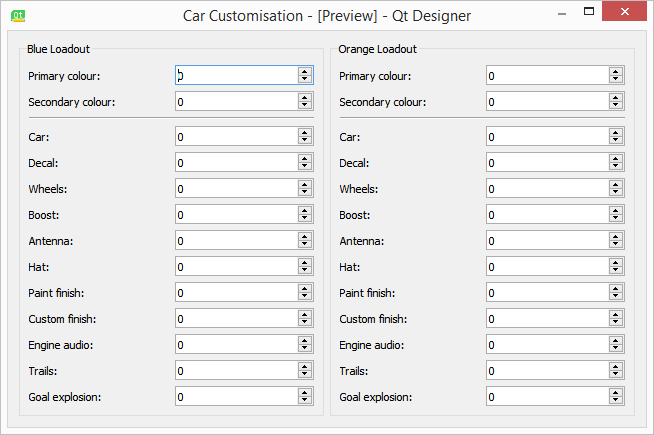 Qt
Car Customisation - [Preview] - Qt Designer
Blue Loadout
Primary colour: 0
Secondary colour: 0
Car: 0
Decal: 0
Wheels: 0
Boost: 0
Antenna: 0
Hat: 0
Paint finish: 0
Custom finish: 0
Engine audio: 0
Trails: 0
Goal explosion: 0
Orange Loadout
Primary colour: 0
Secondary colour: 0
Car: 0
Decal: 0
Wheels: 0
Boost: 0
Antenna: 0
Hat: 0
Paint finish: 0
Custom finish: 0
Engine audio: 0
Trails: 0
Goal explosion: 0